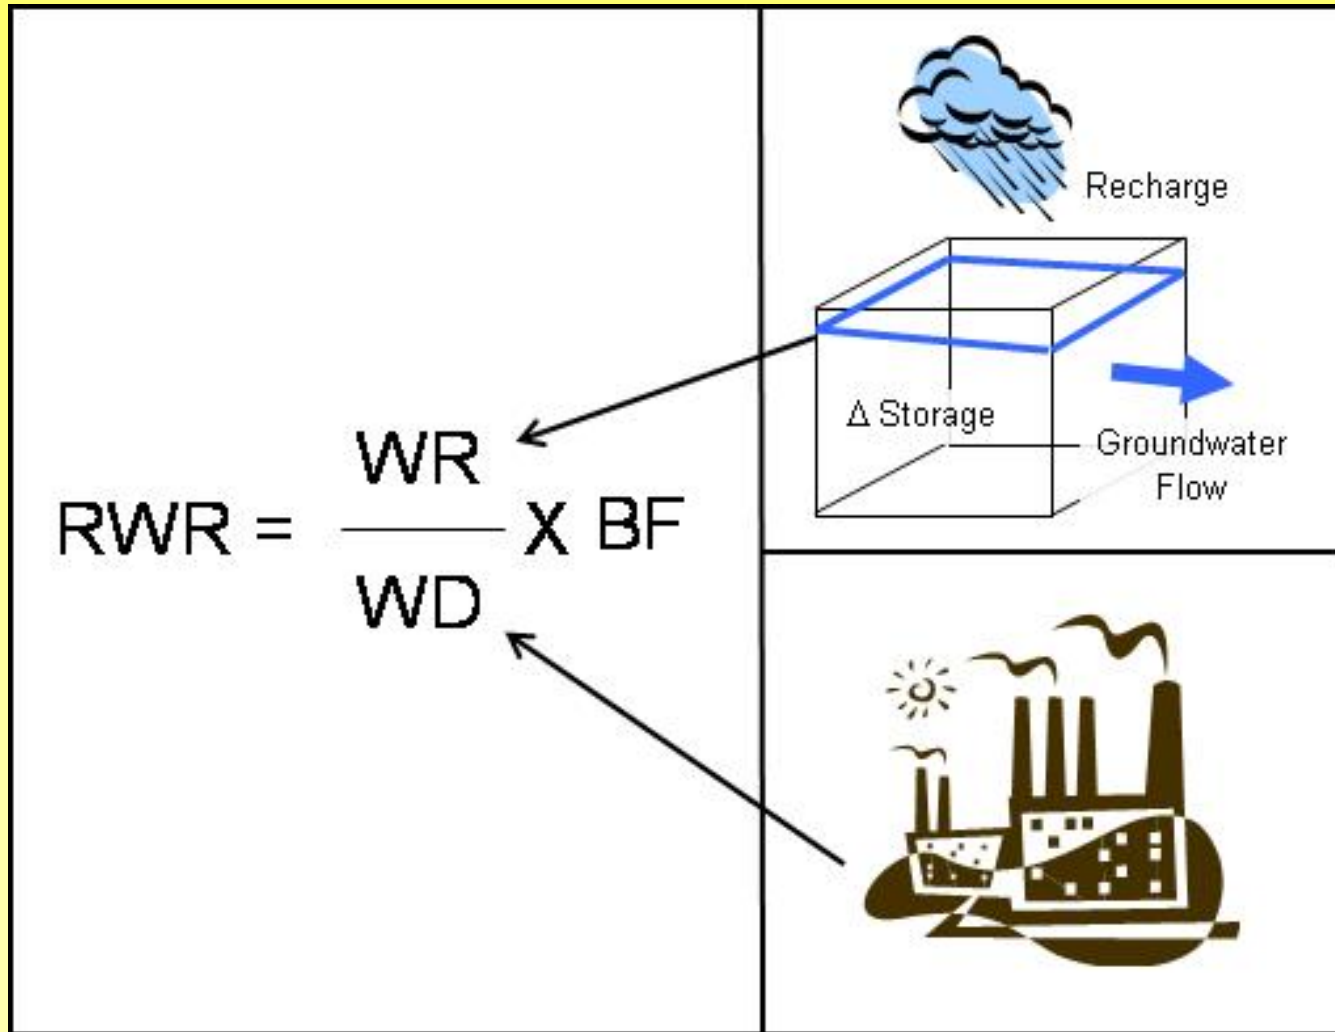 Recharge
Δ Storage
Groundwater
Flow
WR
RWR = X BF
WD